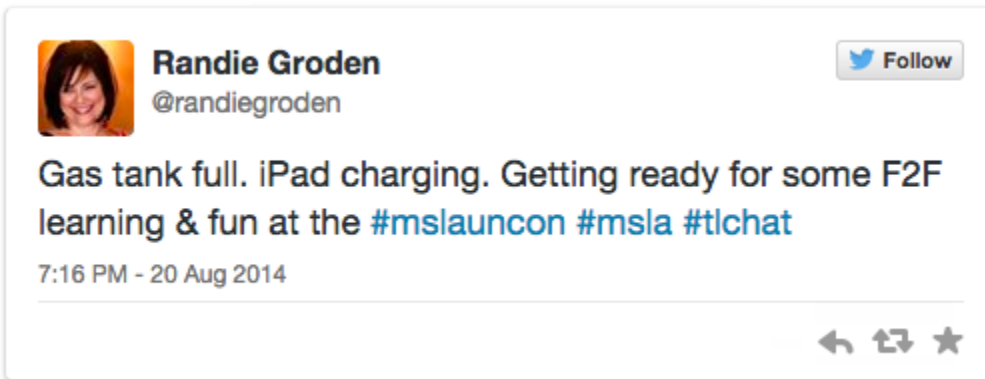 Randie Groden
Follow
@randiegroden
Gas tank full. iPad charging. Getting ready for some F2F
learning & fun at the #mslauncon #msla #tlchat
7:16 PM - 20 Aug 2014